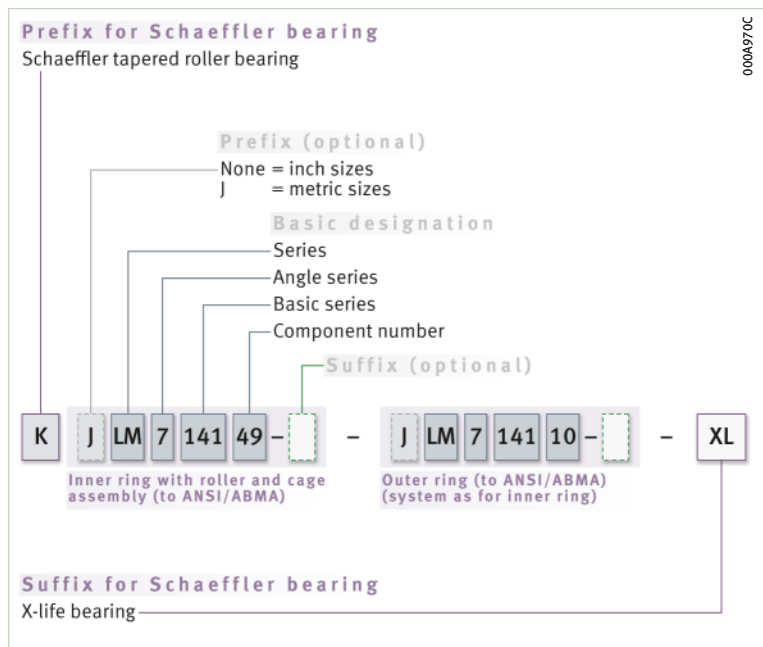 Prefix for Schaeffler bearing
Schaeffler tapered roller bearing
000A970C
Prefix (optional)
None = inch sizes
J = metric sizes
Basic designation
Series
Angle series
Basic series
Component number
Suffix (optional)
K J LM 7 141 49 – – J LM 7 141 10 – – XL
Inner ring with roller and cage
assembly (to ANSI/ABMA)
Outer ring (to ANSI/ABMA)
(system as for inner ring)
Suffix for Schaeffler bearing
X-life bearing